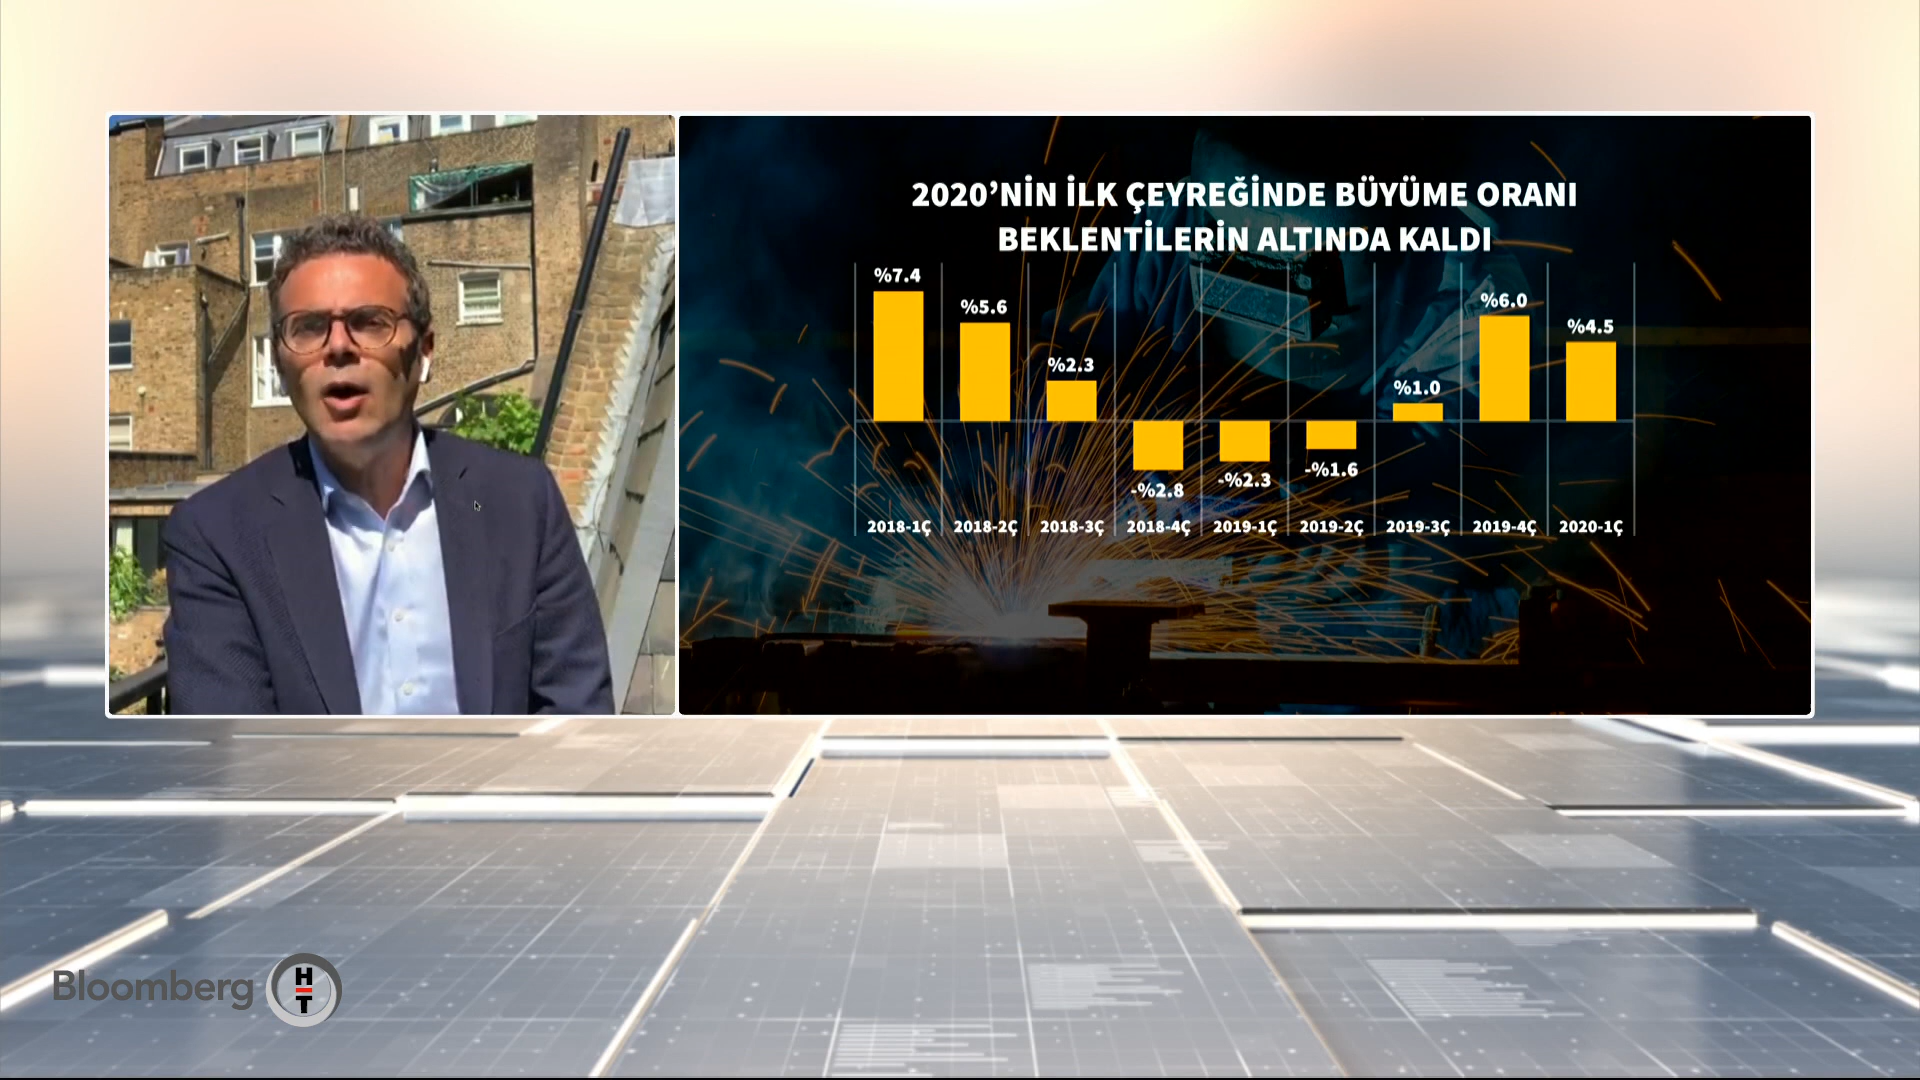 2020’NİN İLK ÇEYREĞİNDE BÜYÜME ORANI
BEKLENTİLERİN ALTINDA KALDI
%7.4
%5.6
%2.3
-%2.8
-%2.3
-%1.6
%1.0
%6.0
%4.5
2018-1Ç
2018-2Ç
2018-3Ç
2018-4Ç
2019-1Ç
2019-2Ç
2019-3Ç
2019-4Ç
2020-1Ç
Bloomberg HT